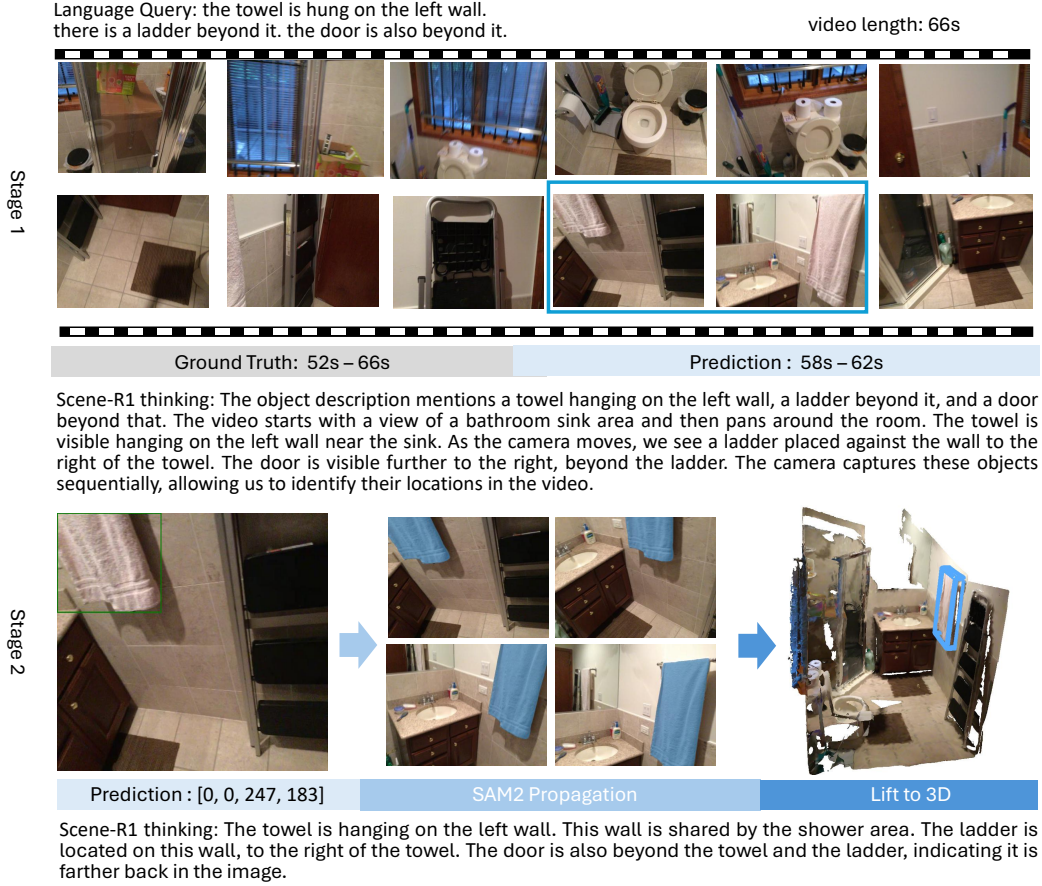 Language Query: the towel is hung on the left wall.
there is a ladder beyond it. the door is also beyond it.
video length: 66s
Stage 1
Ground Truth: 52s – 66s
Prediction : 58s – 62s
Scene-R1 thinking: The object description mentions a towel hanging on the left wall, a ladder beyond it, and a door
beyond that. The video starts with a view of a bathroom sink area and then pans around the room. The towel is
visible hanging on the left wall near the sink. As the camera moves, we see a ladder placed against the wall to the
right of the towel. The door is visible further to the right, beyond the ladder. The camera captures these objects
sequentially, allowing us to identify their locations in the video.
Stage 2
Prediction : [0, 0, 247, 183]
SAM2 Propagation
Lift to 3D
Scene-R1 thinking: The towel is hanging on the left wall. This wall is shared by the shower area. The ladder is
located on this wall, to the right of the towel. The door is also beyond the towel and the ladder, indicating it is
farther back in the image.